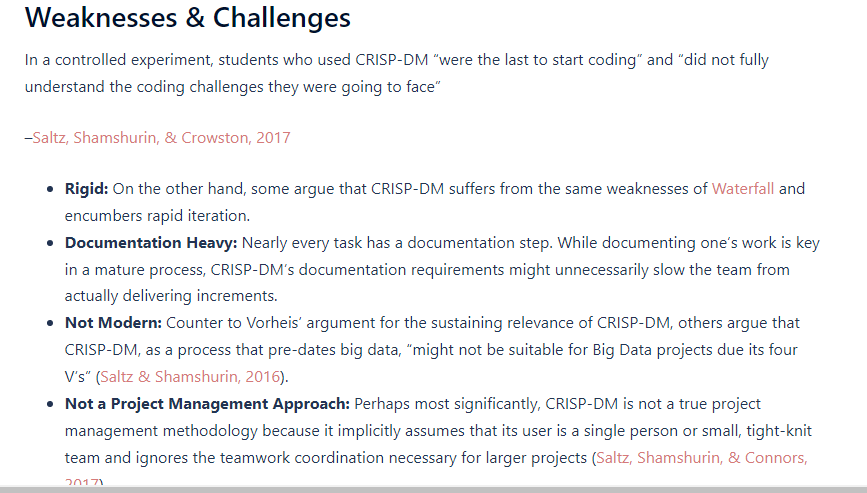 Weaknesses & Challenges
In a controlled experiment, students who used CRISP-DM “were the last to start coding” and “did not fully
understand the coding challenges they were going to face”
–Saltz, Shamshurin, & Crowston, 2017
• Rigid: On the other hand, some argue that CRISP-DM suffers from the same weaknesses of Waterfall and
encumbers rapid iteration.
• Documentation Heavy: Nearly every task has a documentation step. While documenting one’s work is key
in a mature process, CRISP-DM’s documentation requirements might unnecessarily slow the team from
actually delivering increments.
• Not Modern: Counter to Vorheis’ argument for the sustaining relevance of CRISP-DM, others argue that
CRISP-DM, as a process that pre-dates big data, “might not be suitable for Big Data projects due its four
V’s” (Saltz & Shamshurin, 2016).
• Not a Project Management Approach: Perhaps most significantly, CRISP-DM is not a true project
management methodology because it implicitly assumes that its user is a single person or small, tight-knit
team and ignores the teamwork coordination necessary for larger projects (Saltz, Shamshurin, & Connors,
2017)